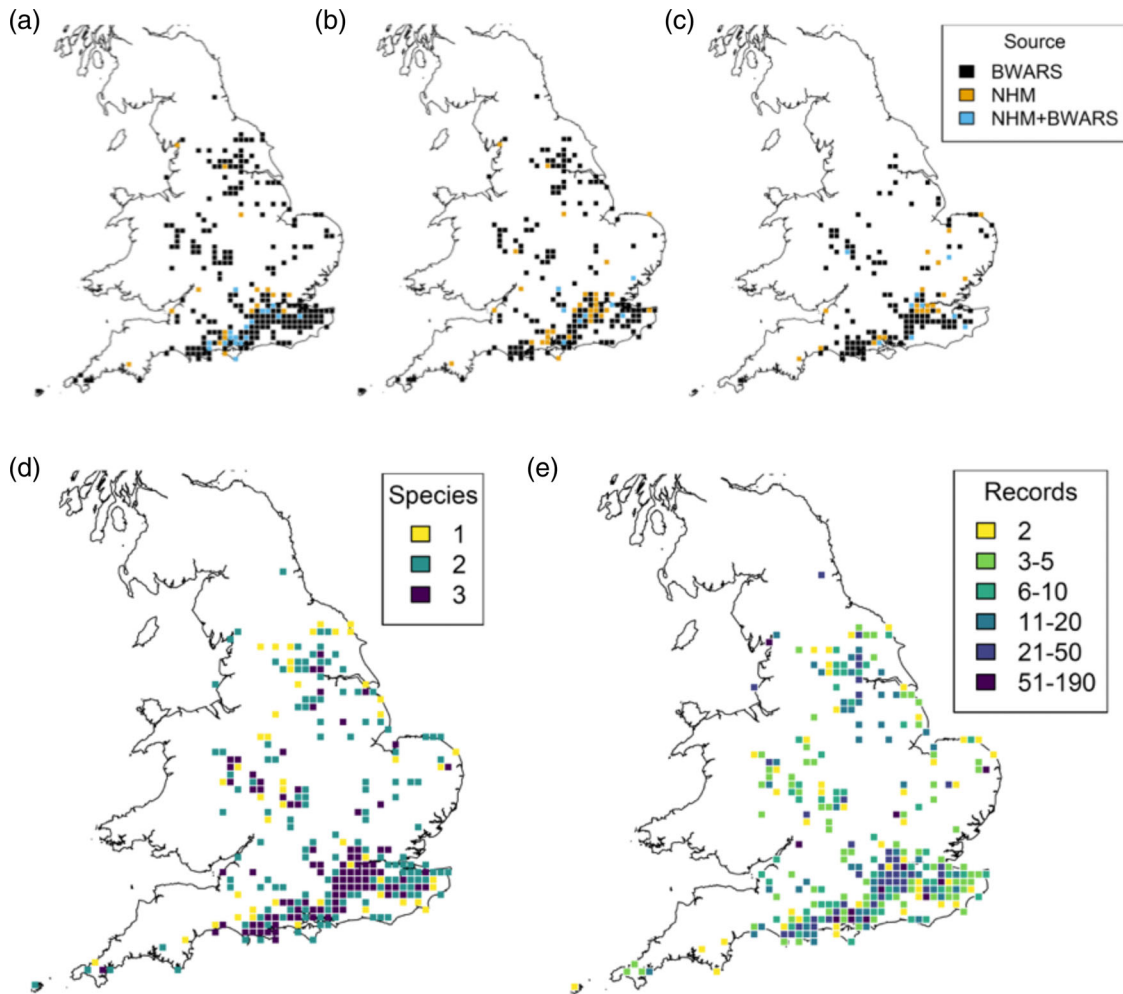 (a)
(b)
(c)
Source
BWARS
NHM
NHM+BWARS
(d)
Species
1
2
3
(e)
Records
2
3-5
6-10
11-20
21-50
51-190